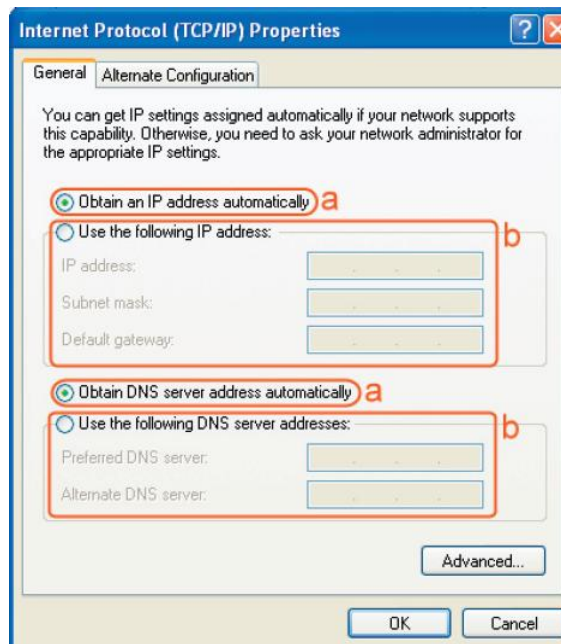 Internet Protocol (TCP/IP) Properties
General
Alternate Configuration
You can get IP settings assigned automatically if your network supports
this capability. Otherwise, you need to ask your network administrator for
the appropriate IP settings.
Obtain an IP address automatically a
Use the following IP address: b
IP address:
Subnet mask:
Default gateway:
Obtain DNS server address automatically a
Use the following DNS server addresses: b
Preferred DNS server:
Alternate DNS server:
Advanced...
OK
Cancel